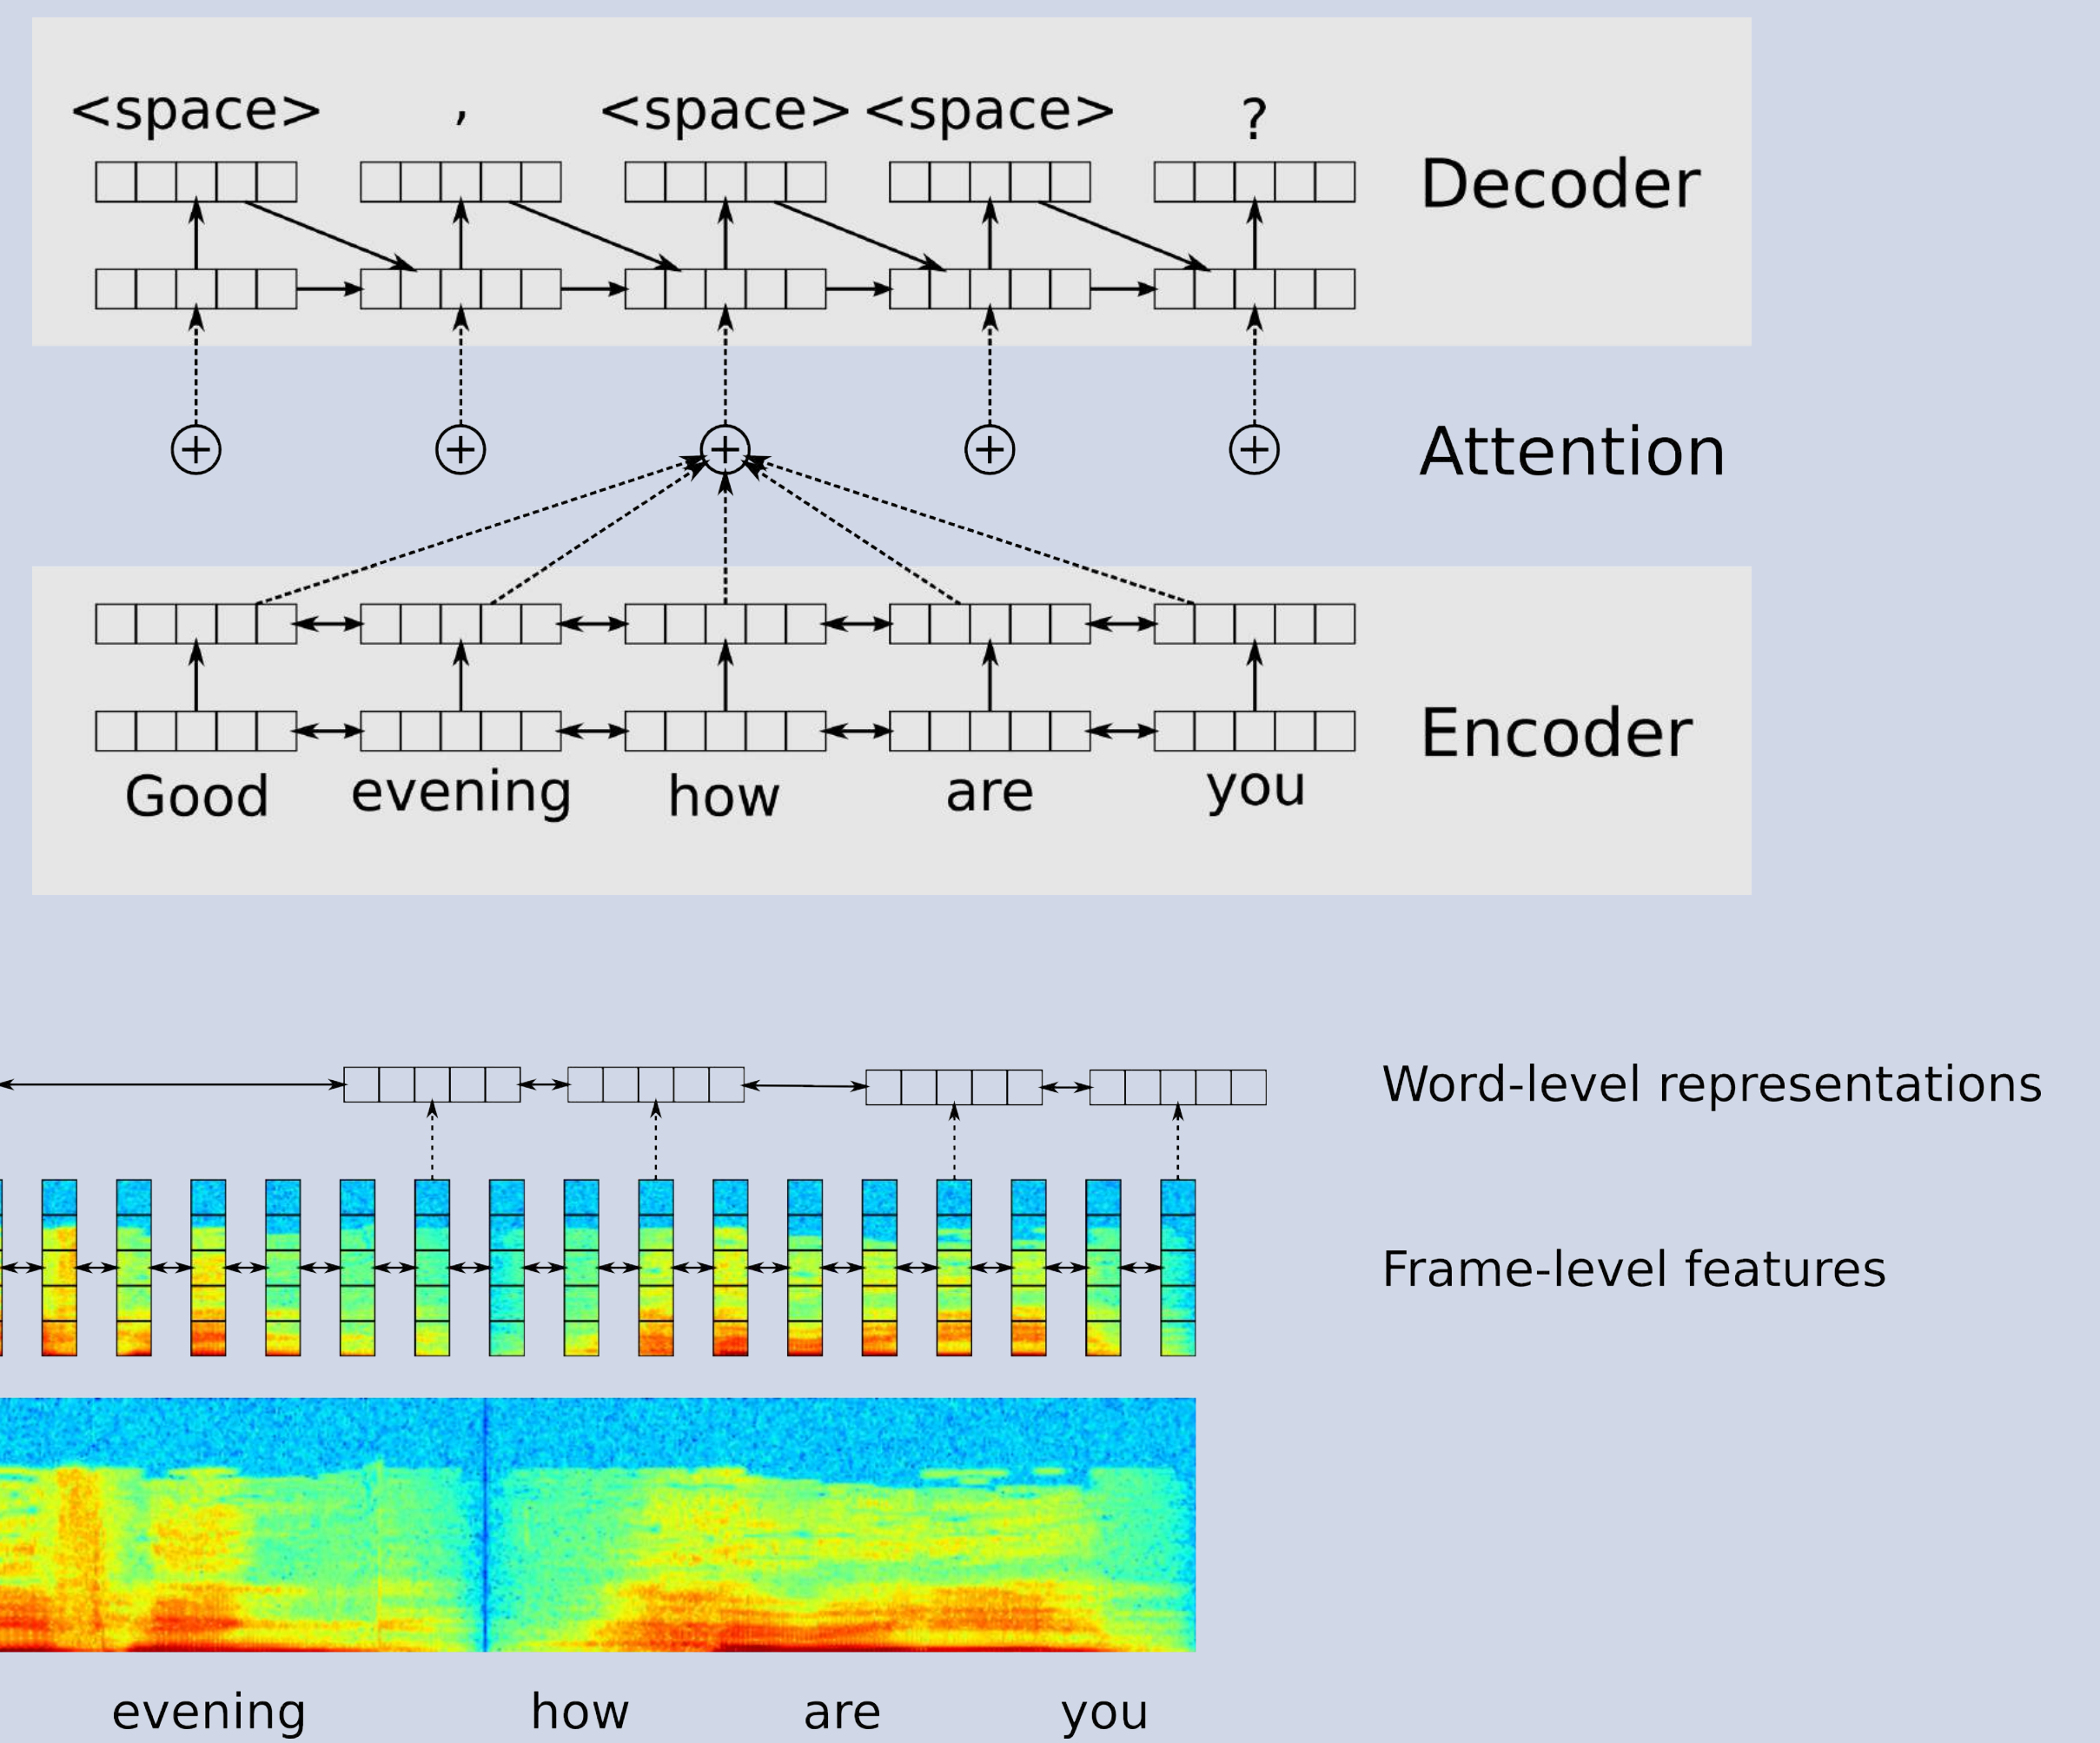 <space> , <space> <space> ?
Decoder
Attention
Encoder
Good evening how are you
Word-level representations
Frame-level features
evening how are you